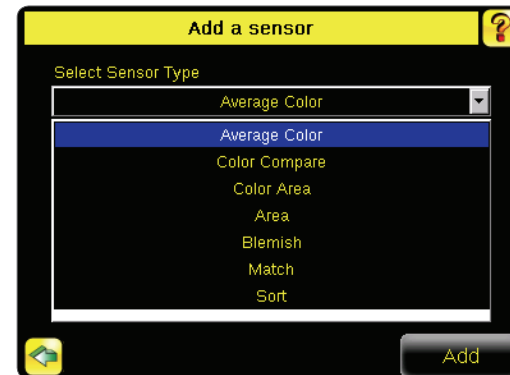 Add a sensor
?
Select Sensor Type
Average Color
Average Color
Color Compare
Color Area
Area
Blemish
Match
Sort
Add